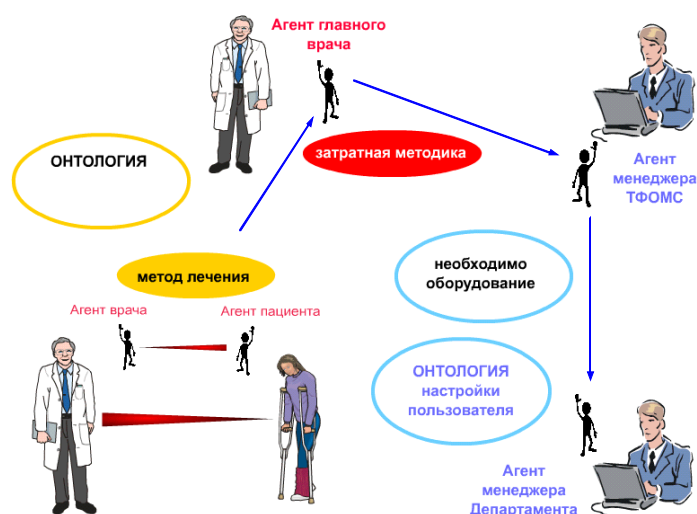 Агент главного
врача
ОНТОЛОГИЯ
затратная методика
Агент
менеджера
ТФОМС
метод лечения
необходимо
оборудование
Агент врача
Агент пациента
ОНТОЛОГИЯ
настройки
пользователя
Агент
менеджера
Департамента